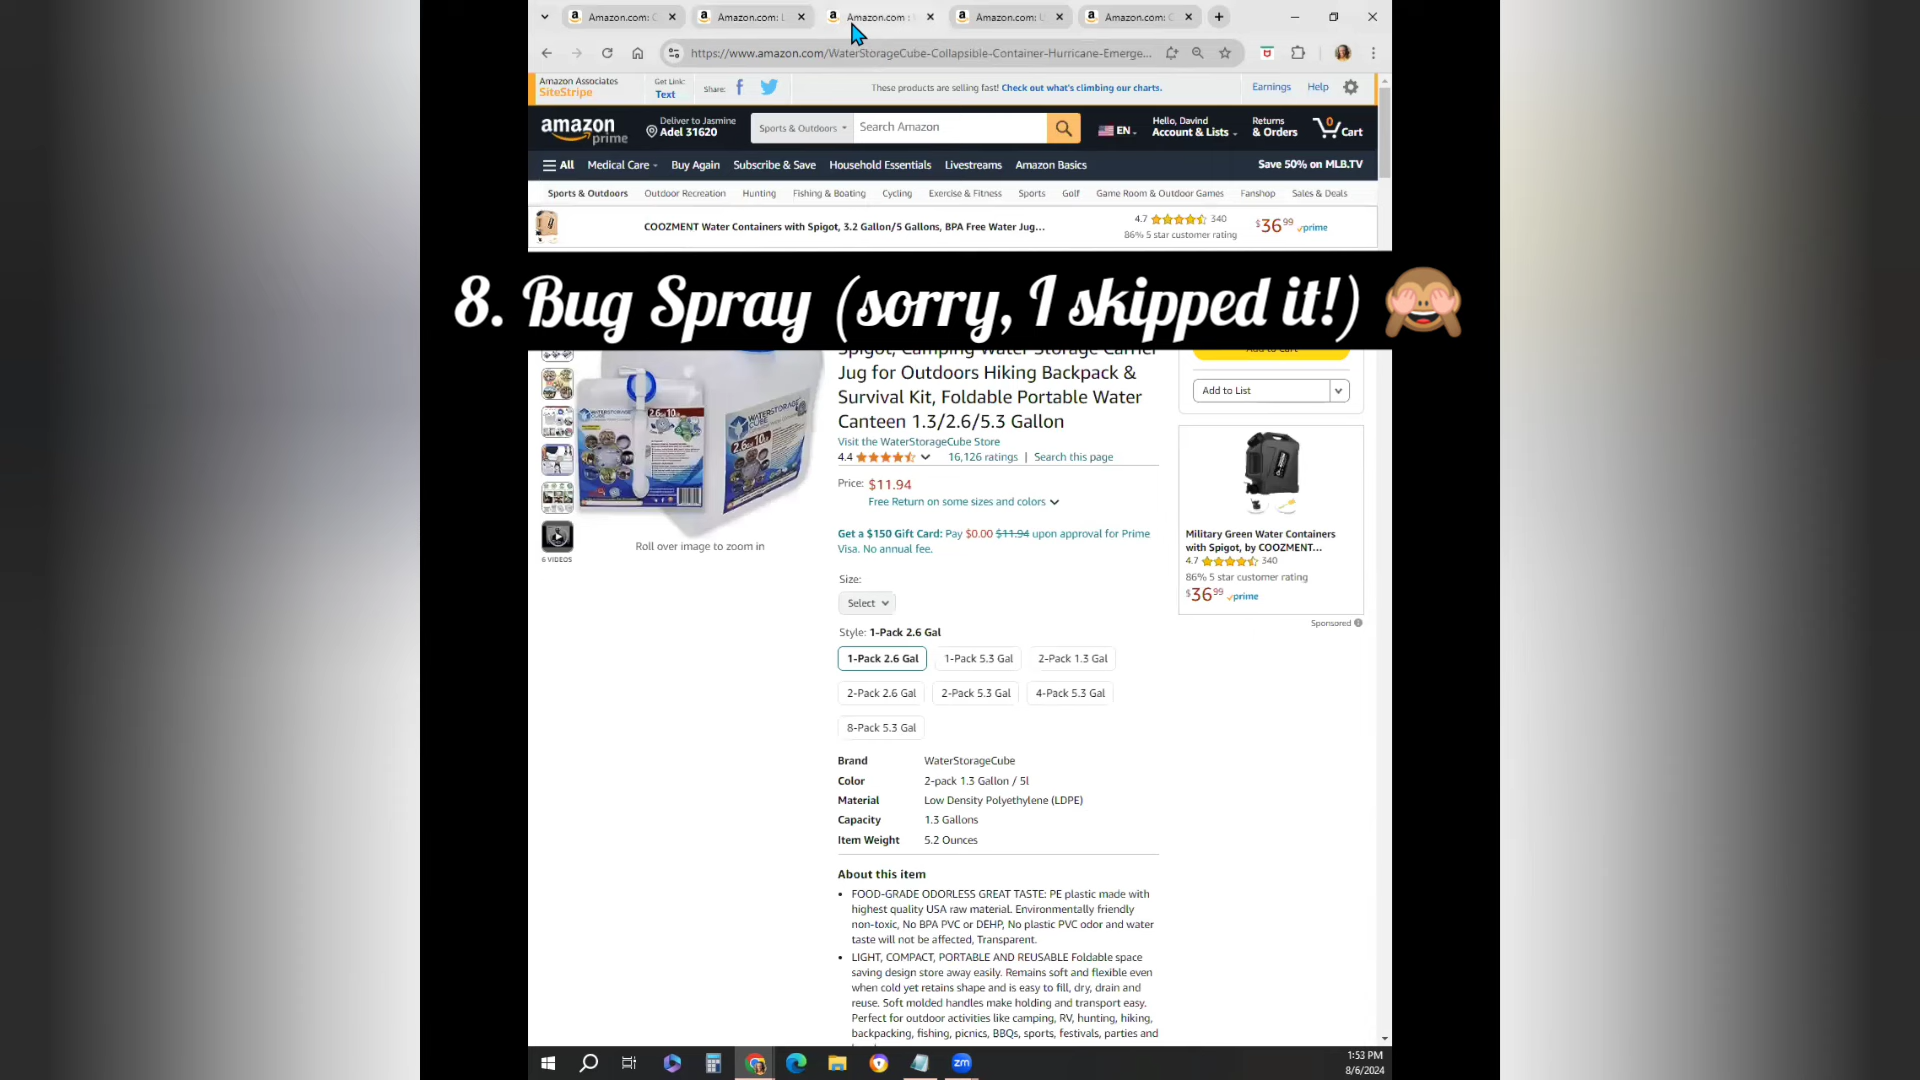 Amazon.com: C
Amazon.com: L
Amazon.com :
Amazon.com: U
Amazon.com: C
https://www.amazon.com/WaterStorageCube-Collapsible-Container-Hurricane-Emerge...
Amazon Associates
SiteStripe
Get Link:
Text
Share:
These products are selling fast! Check out what's climbing our charts.
Earnings
Help
amazon
prime
Deliver to Jasmine
Adel 31620
Sports & Outdoors
Search Amazon
EN
Hello, Davind
Account & Lists
Returns
& Orders
0
Cart
All
Medical Care
Buy Again
Subscribe & Save
Household Essentials
Livestreams
Amazon Basics
Save 50% on MLB.TV
Sports & Outdoors
Outdoor Recreation
Hunting
Fishing & Boating
Cycling
Exercise & Fitness
Sports
Golf
Game Room & Outdoor Games
Fanshop
Sales & Deals
COOZMENT Water Containers with Spigot, 3.2 Gallon/5 Gallons, BPA Free Water Jug...
4.7 340
86% 5 star customer rating
$36 99 prime
8. Bug Spray (sorry, I skipped it!) 🙈
Spigot, Camping Water Storage Carrier
Jug for Outdoors Hiking Backpack &
Survival Kit, Foldable Portable Water
Canteen 1.3/2.6/5.3 Gallon
Visit the WaterStorageCube Store
4.4 16,126 ratings | Search this page
Price: $11.94
Free Return on some sizes and colors
Get a $150 Gift Card: Pay $0.00 $11.94 upon approval for Prime
Visa. No annual fee.
Size:
Select
Style: 1-Pack 2.6 Gal
1-Pack 2.6 Gal
1-Pack 5.3 Gal
2-Pack 1.3 Gal
2-Pack 2.6 Gal
2-Pack 5.3 Gal
4-Pack 5.3 Gal
8-Pack 5.3 Gal
Brand WaterStorageCube
Color 2-pack 1.3 Gallon / 5l
Material Low Density Polyethylene (LDPE)
Capacity 1.3 Gallons
Item Weight 5.2 Ounces
About this item
FOOD-GRADE ODORLESS GREAT TASTE: PE plastic made with
highest quality USA raw material. Environmentally friendly
non-toxic, No BPA PVC or DEHP, No plastic PVC odor and water
taste will not be affected, Transparent.
LIGHT, COMPACT, PORTABLE AND REUSABLE Foldable space
saving design store away easily. Remains soft and flexible even
when cold yet retains shape and is easy to fill, dry, drain and
reuse. Soft molded handles make holding and transport easy.
Perfect for outdoor activities like camping, RV, hunting, hiking,
backpacking, fishing, picnics, BBQs, sports, festivals, parties and
6 VIDEOS
Roll over image to zoom in
Add to Cart
Add to List
Military Green Water Containers
with Spigot, by COOZMENT...
4.7 340
86% 5 star customer rating
$36 99 prime
Sponsored
zm
1:53 PM
8/6/2024